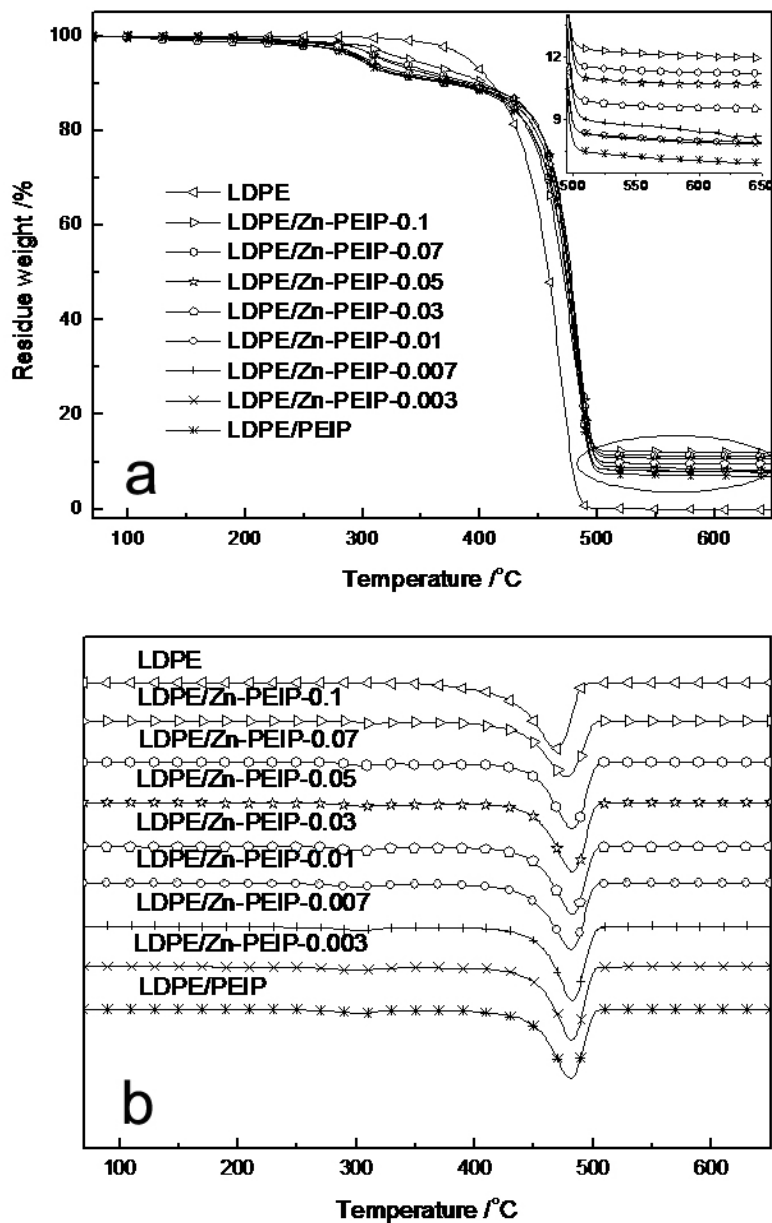 100
80
60
40
20
0
Residue weight /%
12
9
500 550 600 650
LDPE
LDPE/Zn-PEIP-0.1
LDPE/Zn-PEIP-0.07
LDPE/Zn-PEIP-0.05
LDPE/Zn-PEIP-0.03
LDPE/Zn-PEIP-0.01
LDPE/Zn-PEIP-0.007
LDPE/Zn-PEIP-0.003
LDPE/PEIP
a
100 200 300 400 500 600
Temperature /°C
LDPE
LDPE/Zn-PEIP-0.1
LDPE/Zn-PEIP-0.07
LDPE/Zn-PEIP-0.05
LDPE/Zn-PEIP-0.03
LDPE/Zn-PEIP-0.01
LDPE/Zn-PEIP-0.007
LDPE/Zn-PEIP-0.003
LDPE/PEIP
b
100 200 300 400 500 600
Temperature /°C